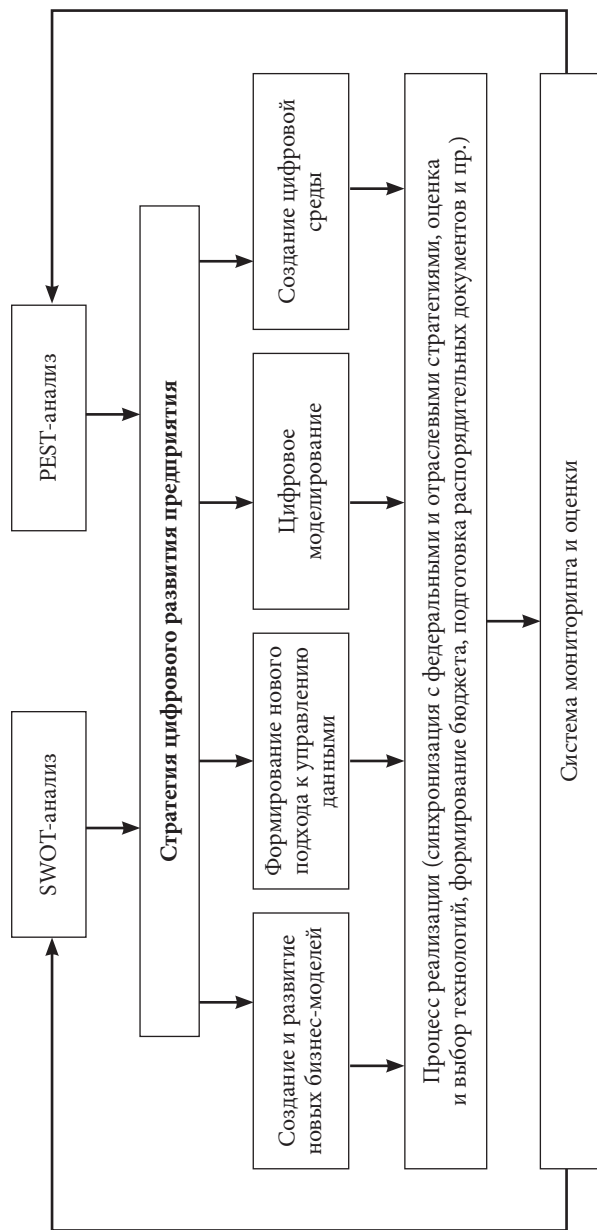 SWOT-анализ
PEST-анализ
Стратегия цифрового развития предприятия
Создание и развитие
новых бизнес-моделей
Формирование нового
подхода к управлению
данными
Цифровое
моделирование
Создание цифровой
среды
Процесс реализации (синхронизация с федеральными и отраслевыми стратегиями, оценка
и выбор технологий, формирование бюджета, подготовка распорядительных документов и пр.)
Система мониторинга и оценки